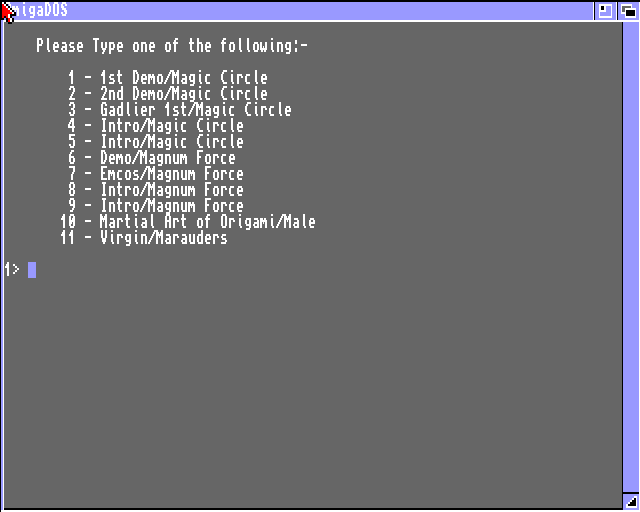 AmigaDOS
Please Type one of the following:-
1 - 1st Demo/Magic Circle
2 - 2nd Demo/Magic Circle
3 - Gadlier 1st/Magic Circle
4 - Intro/Magic Circle
5 - Intro/Magic Circle
6 - Demo/Magnum Force
7 - Emcos/Magnum Force
8 - Intro/Magnum Force
9 - Intro/Magnum Force
10 - Martial Art of Origami/Male
11 - Virgin/Marauders
1>